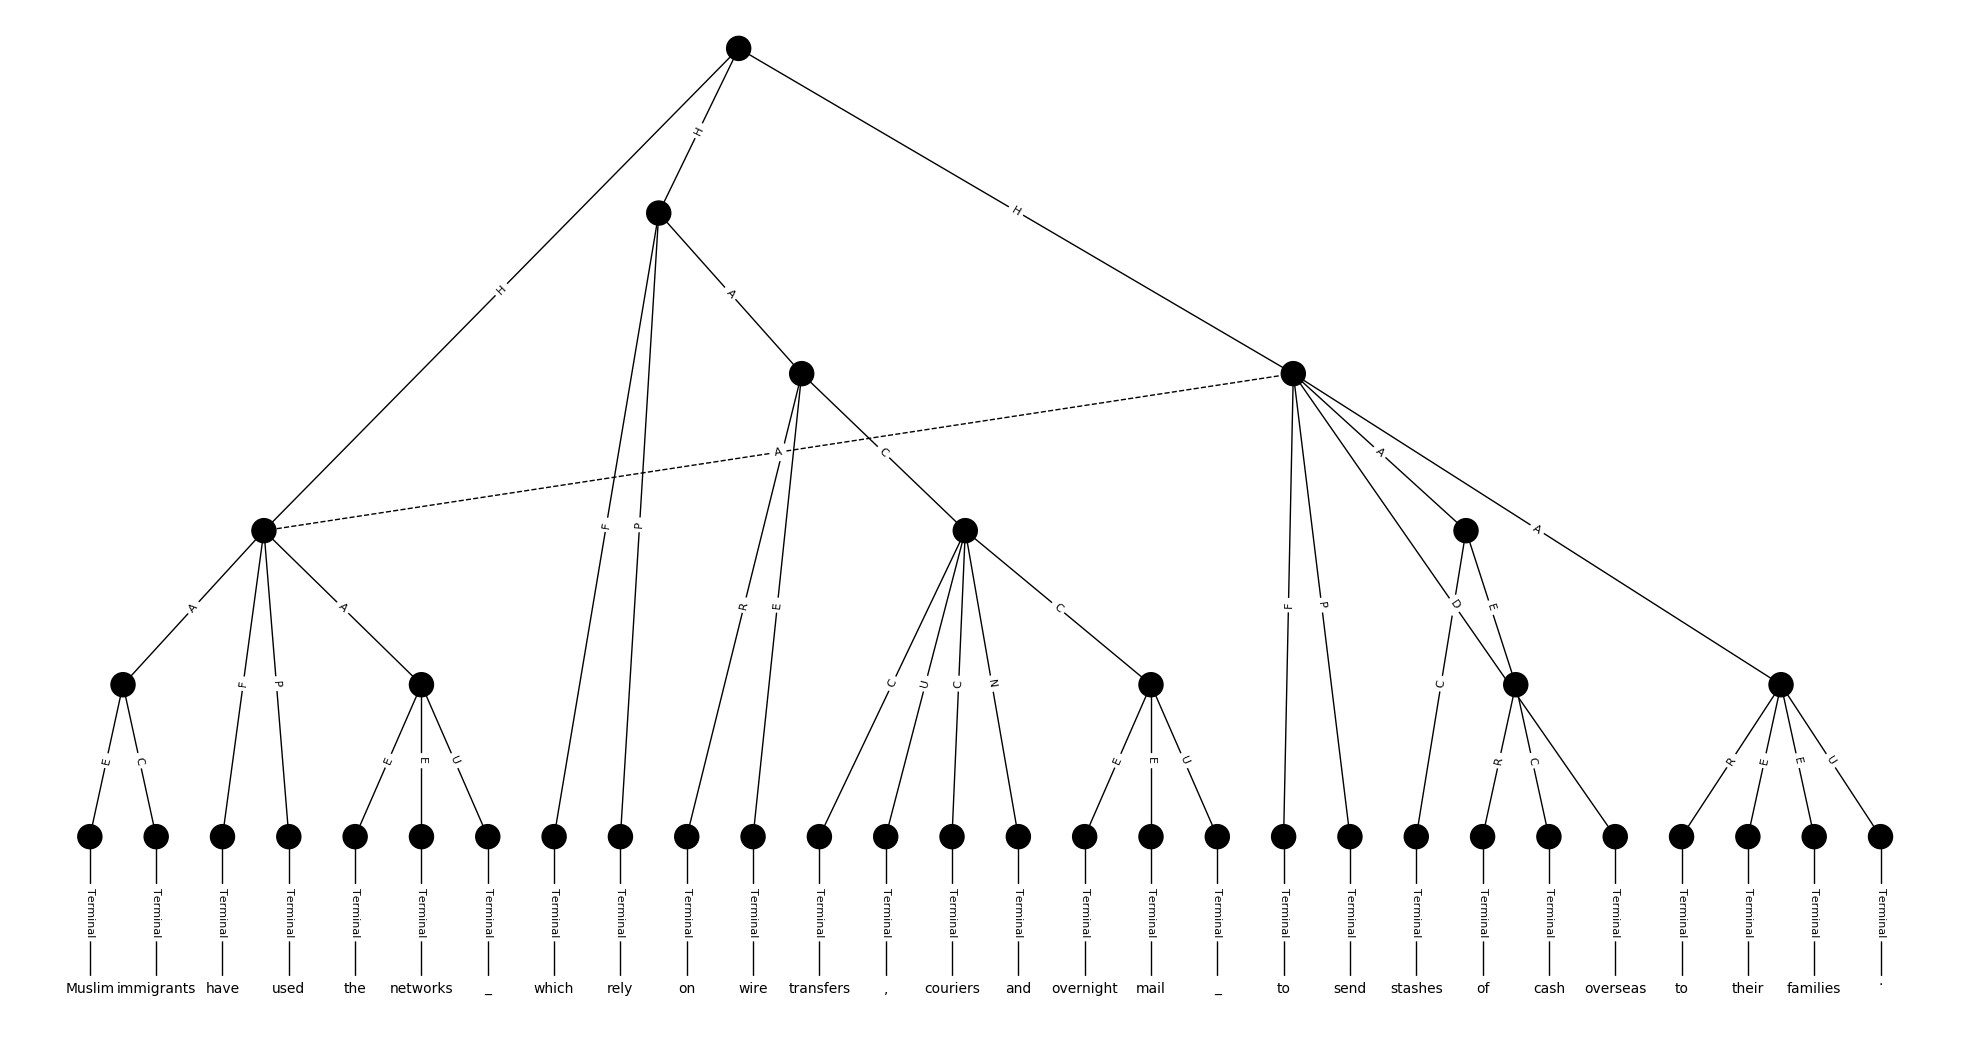 H
H
H
A
A
A
C
F
P
A
A
R
E
D
E
A
F
P
A
C
U
C
N
C
F
P
C
E
C
E
E
U
E
E
U
R
C
R
E
E
U
Terminal Terminal Terminal Terminal Terminal Terminal Terminal Terminal Terminal Terminal Terminal Terminal Terminal Terminal Terminal Terminal Terminal Terminal Terminal Terminal Terminal Terminal Terminal Terminal Terminal Terminal Terminal Terminal
Muslim immigrants have used the networks _ which rely on wire transfers , couriers and overnight mail _ to send stashes of cash overseas to their families .